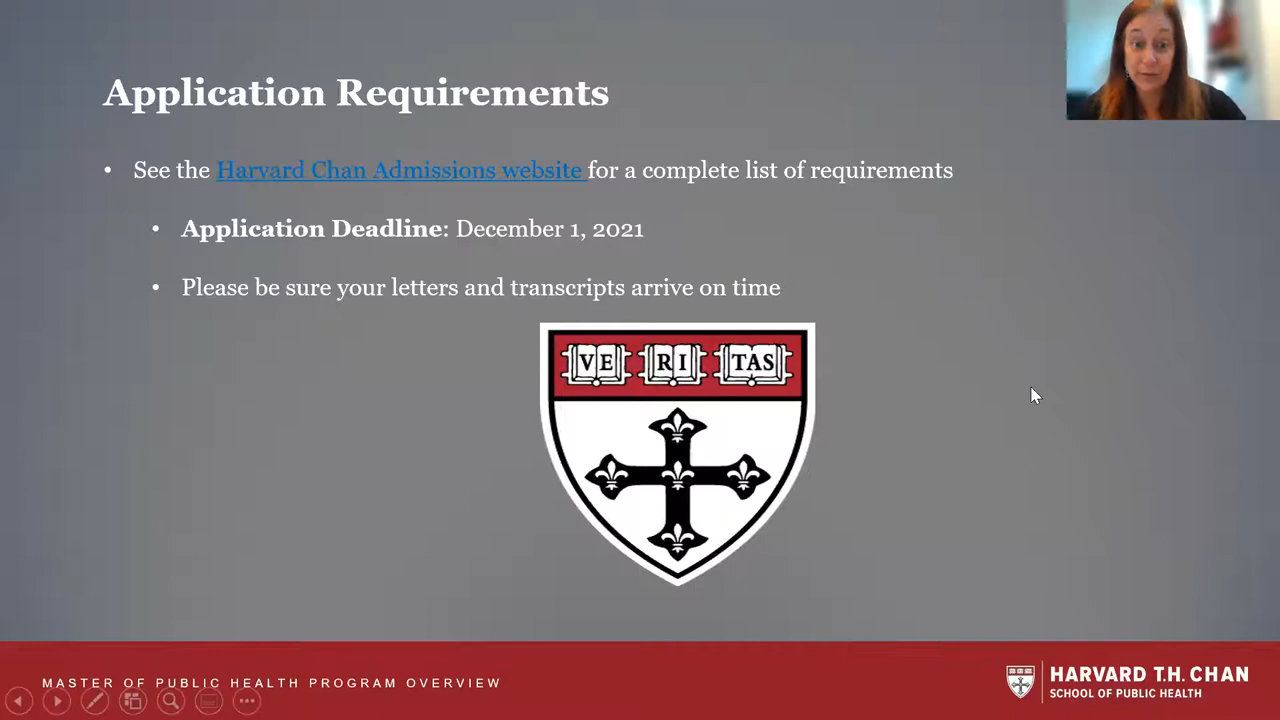 Application Requirements
• See the Harvard Chan Admissions website for a complete list of requirements
• Application Deadline: December 1, 2021
• Please be sure your letters and transcripts arrive on time
VE RI TAS
MASTER OF PUBLIC HEALTH PROGRAM OVERVIEW
HARVARD T.H. CHAN
SCHOOL OF PUBLIC HEALTH